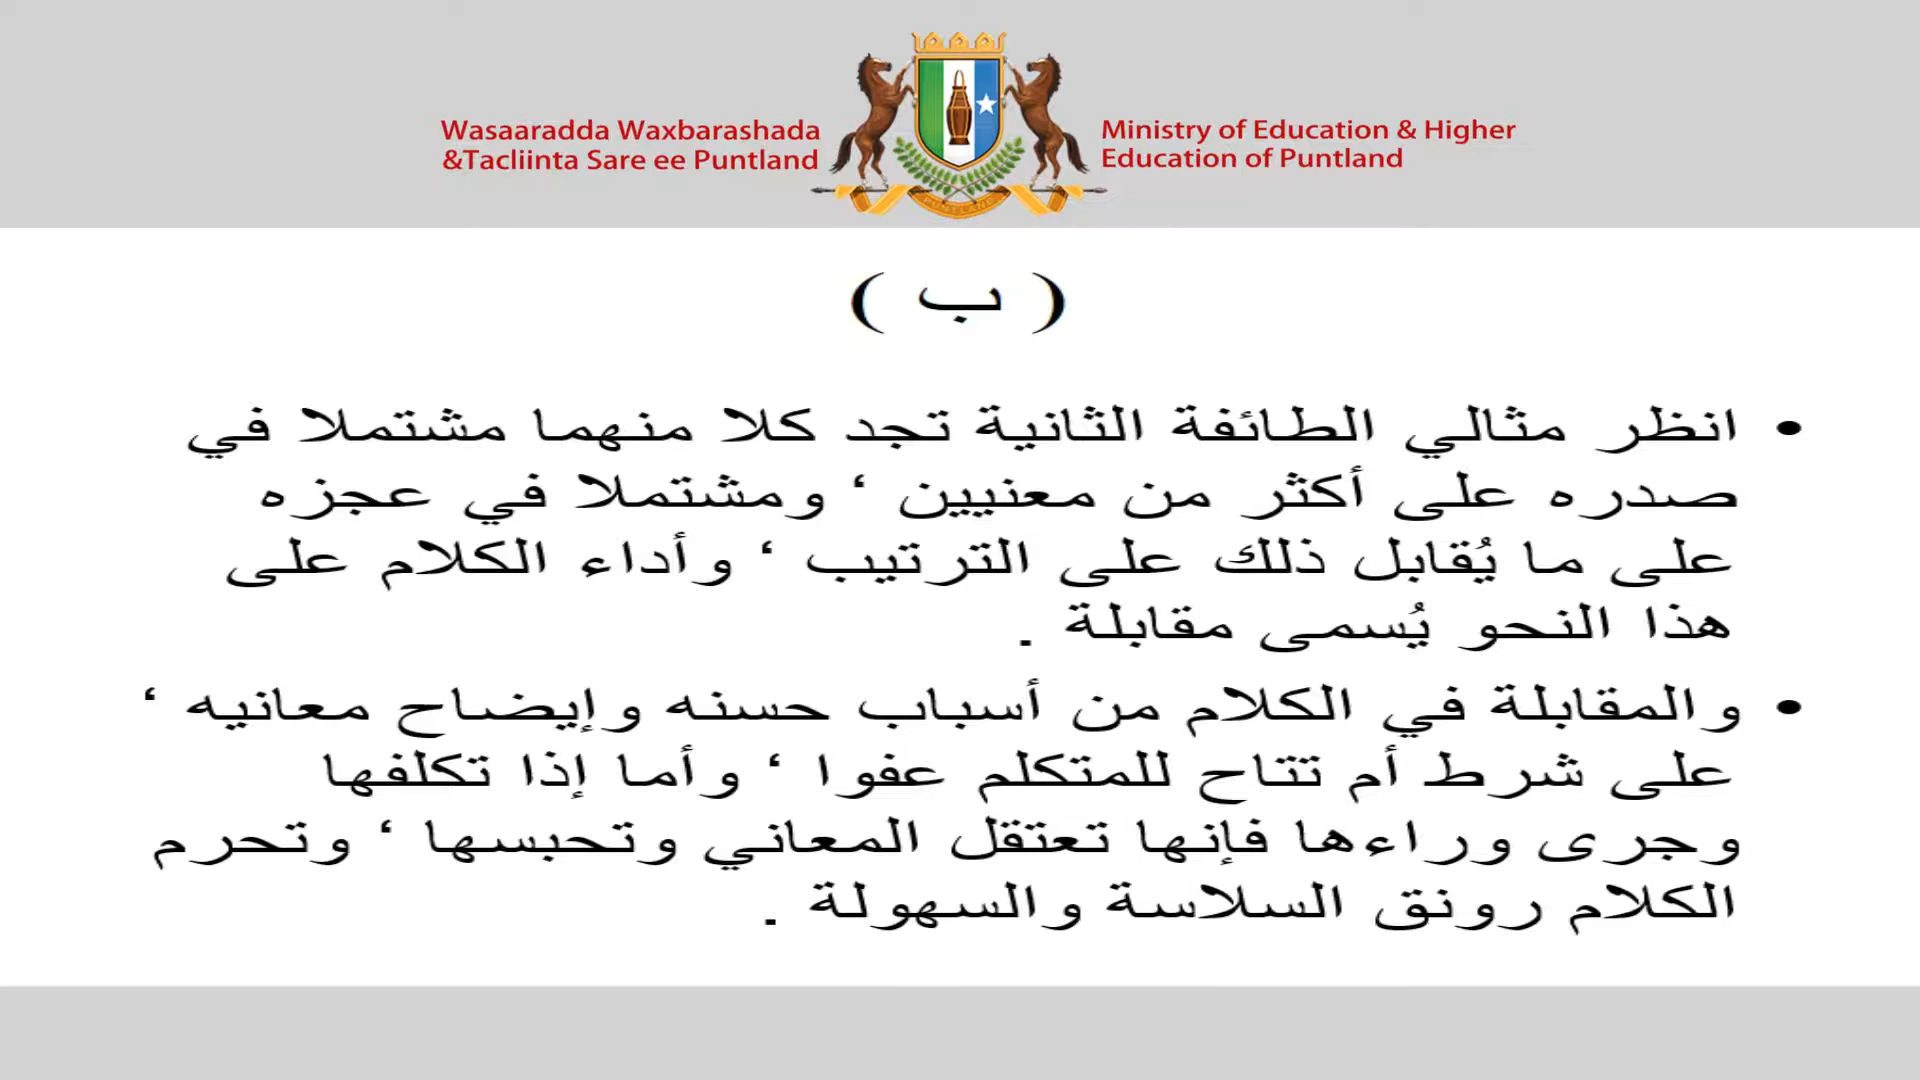 Wasaaradda Waxbarashada
&Tacliinta Sare ee Puntland
Ministry of Education & Higher
Education of Puntland
PUNTLAND
( ب )
• انظر مثالي الطائفة الثانية تجد كلا منهما مشتملا في
صدره على أكثر من معنيين ‘ ومشتملا في عجزه
على ما يُقابل ذلك على الترتيب ‘ وأداء الكلام على
هذا النحو يُسمى مقابلة .
• والمقابلة في الكلام من أسباب حسنه وإيضاح معانيه ‘
على شرط أم تتاح للمتكلم عفوا ‘ وأما إذا تكلفها
وجرى وراءها فإنها تعتقل المعاني وتحبسها ‘ وتحرم
الكلام رونق السلاسة والسهولة .